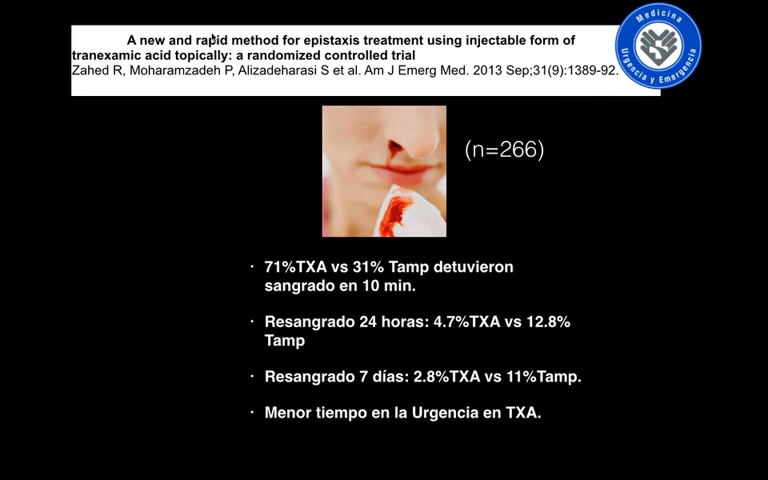 A new and rapid method for epistaxis treatment using injectable form of
tranexamic acid topically: a randomized controlled trial
Zahed R, Moharamzadeh P, Alizadeharasi S et al. Am J Emerg Med. 2013 Sep;31(9):1389-92.
Medicina
Urgencia y Emergencia
(n=266)
· 71%TXA vs 31% Tamp detuvieron
sangrado en 10 min.
· Resangrado 24 horas: 4.7%TXA vs 12.8%
Tamp
· Resangrado 7 días: 2.8%TXA vs 11%Tamp.
· Menor tiempo en la Urgencia en TXA.